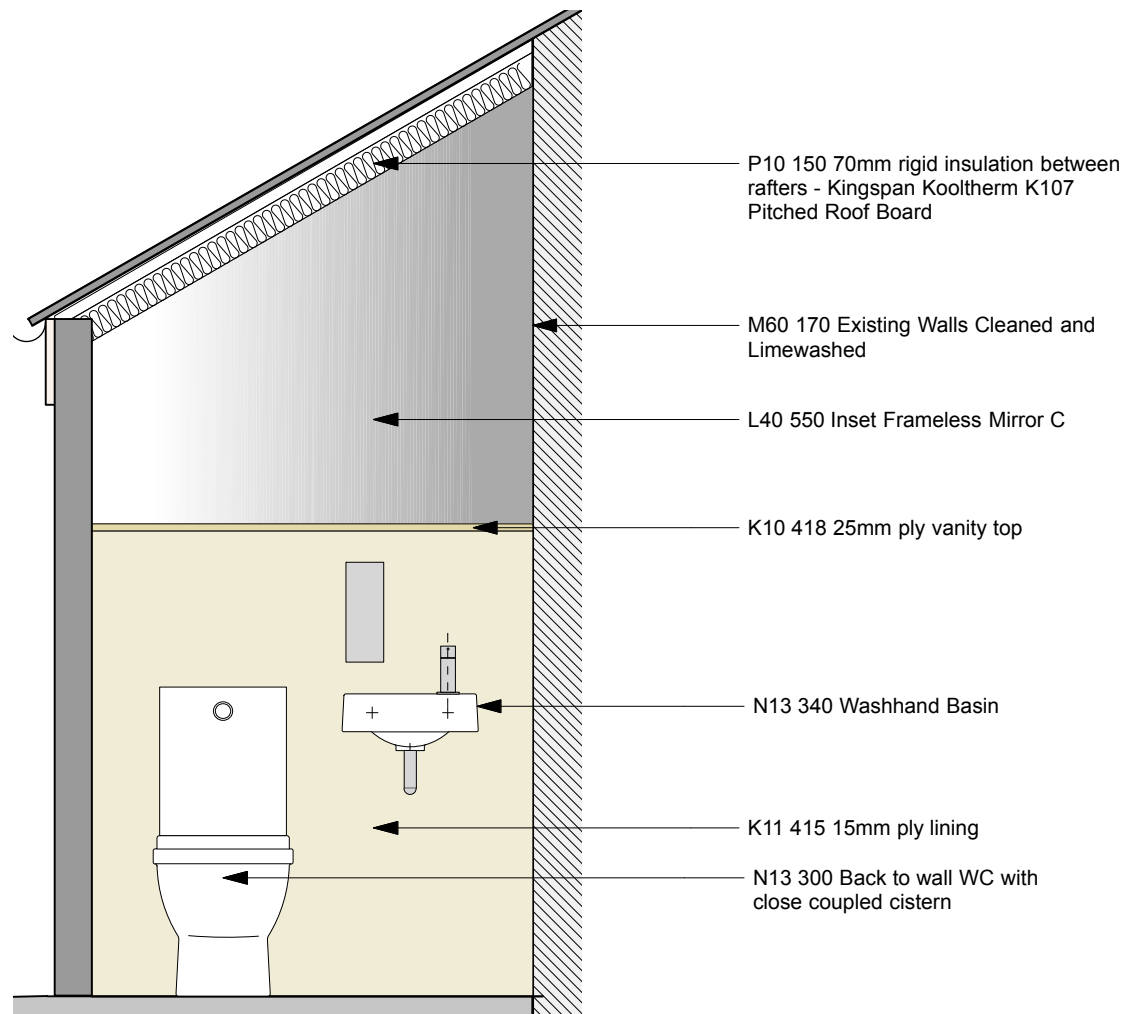 P10 150 70mm rigid insulation between
rafters - Kingspan Kooltherm K107
Pitched Roof Board
M60 170 Existing Walls Cleaned and
Limewashed
L40 550 Inset Frameless Mirror C
K10 418 25mm ply vanity top
N13 340 Washhand Basin
K11 415 15mm ply lining
N13 300 Back to wall WC with
close coupled cistern